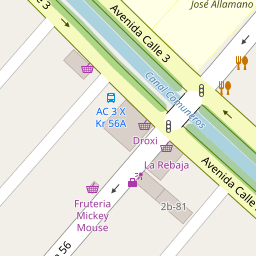 José Allamano
Avenida Calle 3
lle 3
Canal Comuneros
AC 3 X
Kr 56A
Droxi
La Rebaja
Avenida Calle
Fruteria
Mickey
Mouse
2b-81
56